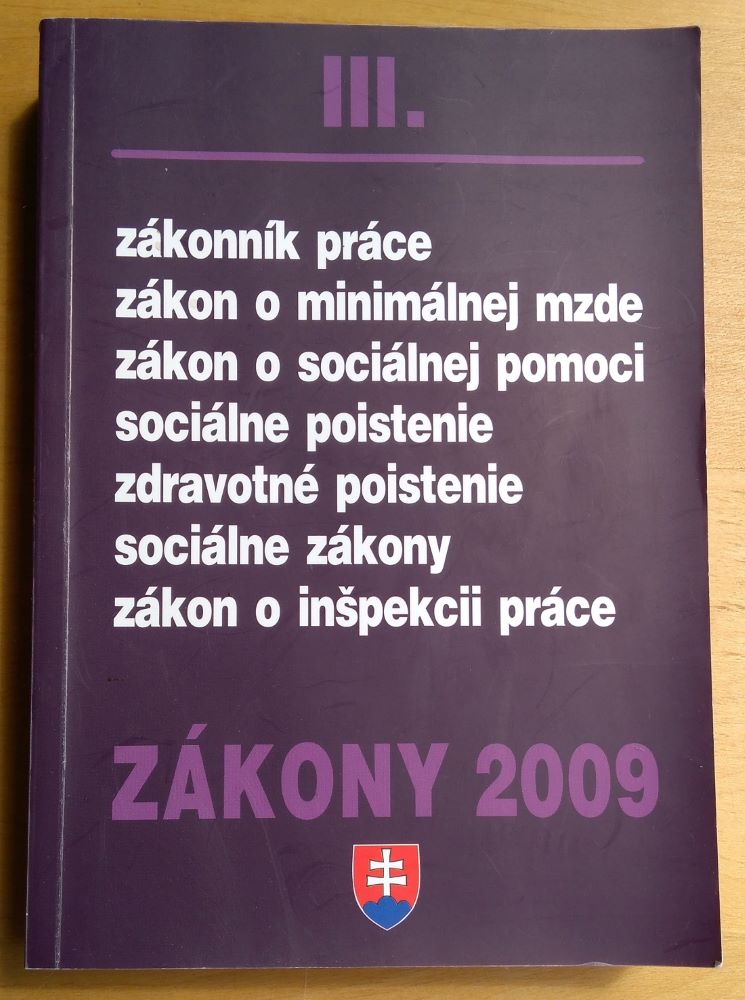 III.
zákonník práce
zákon o minimálnej mzde
zákon o sociálnej pomoci
sociálne poistenie
zdravotné poistenie
sociálne zákony
zákon o inšpekcii práce
ZÁKONY 2009